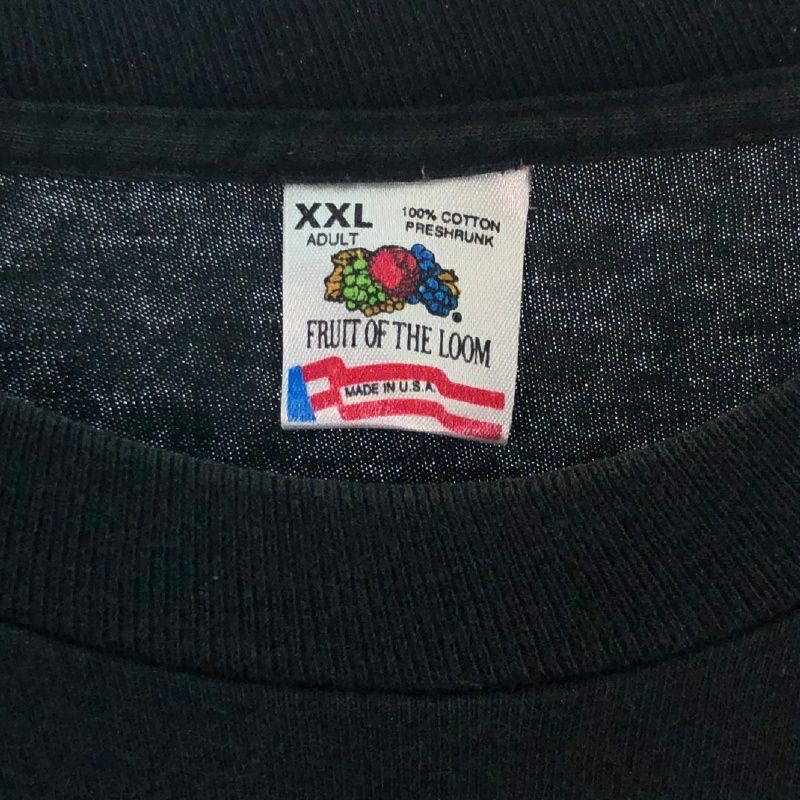 XXL
ADULT
100% COTTON
PRESHRUNK
FRUIT OF THE LOOM
MADE IN U.S.A.